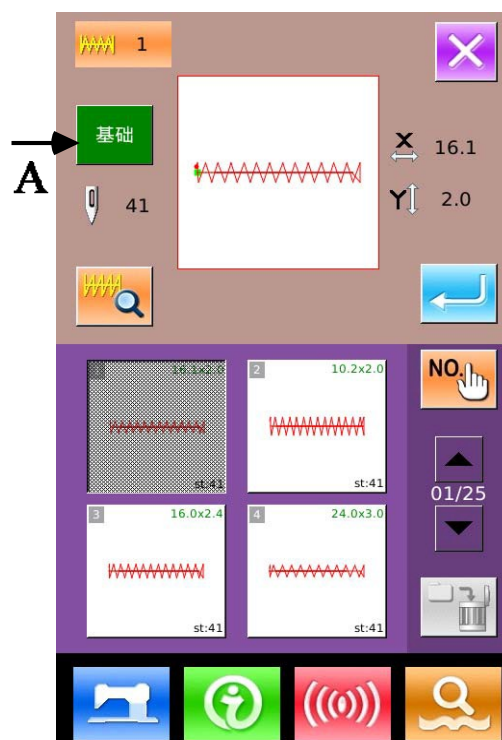 1
基础
A
X
16.1
41
Y
2.0
NO.
1
16.1x2.0
st:41
2
10.2x2.0
st:41
01/25
3
16.0x2.4
st:41
4
24.0x3.0
st:41